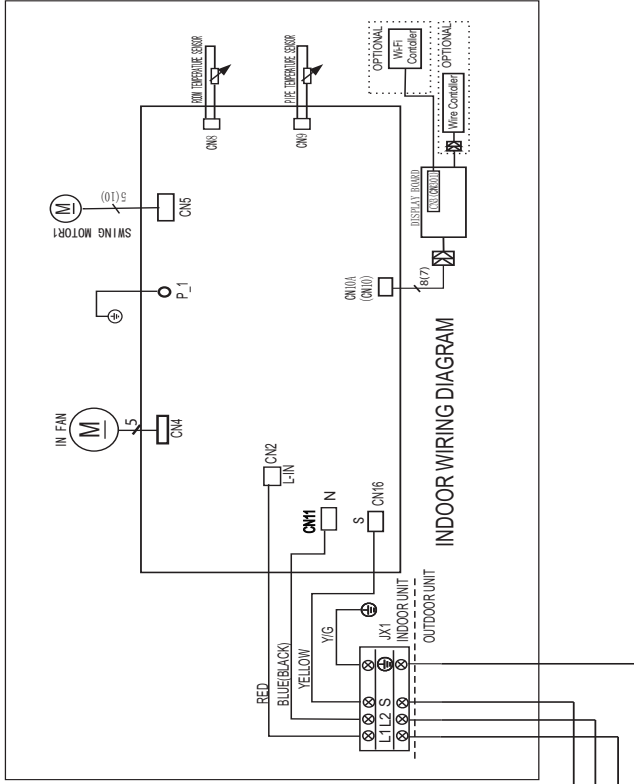 OPTIONAL
Wi-Fi
Contoller
OPTIONAL
Wire Contoller
ROOM TEMPERATURE SENSOR
PIPE TEMPERATURE SENSOR
CN8
CN9
DISPLAY BOARD
M
5(10)
SWING MOTOR1
CN5
P_1
CN10A
(CN10)
8(7)
IN FAN
M
5
CN4
CN2
L-IN
CN11
N
S
CN16
INDOOR WIRING DIAGRAM
RED
BLUE(BLACK)
YELLOW
Y/G
JX1
INDOOR UNIT
OUTDOOR UNIT
L1 L2 S